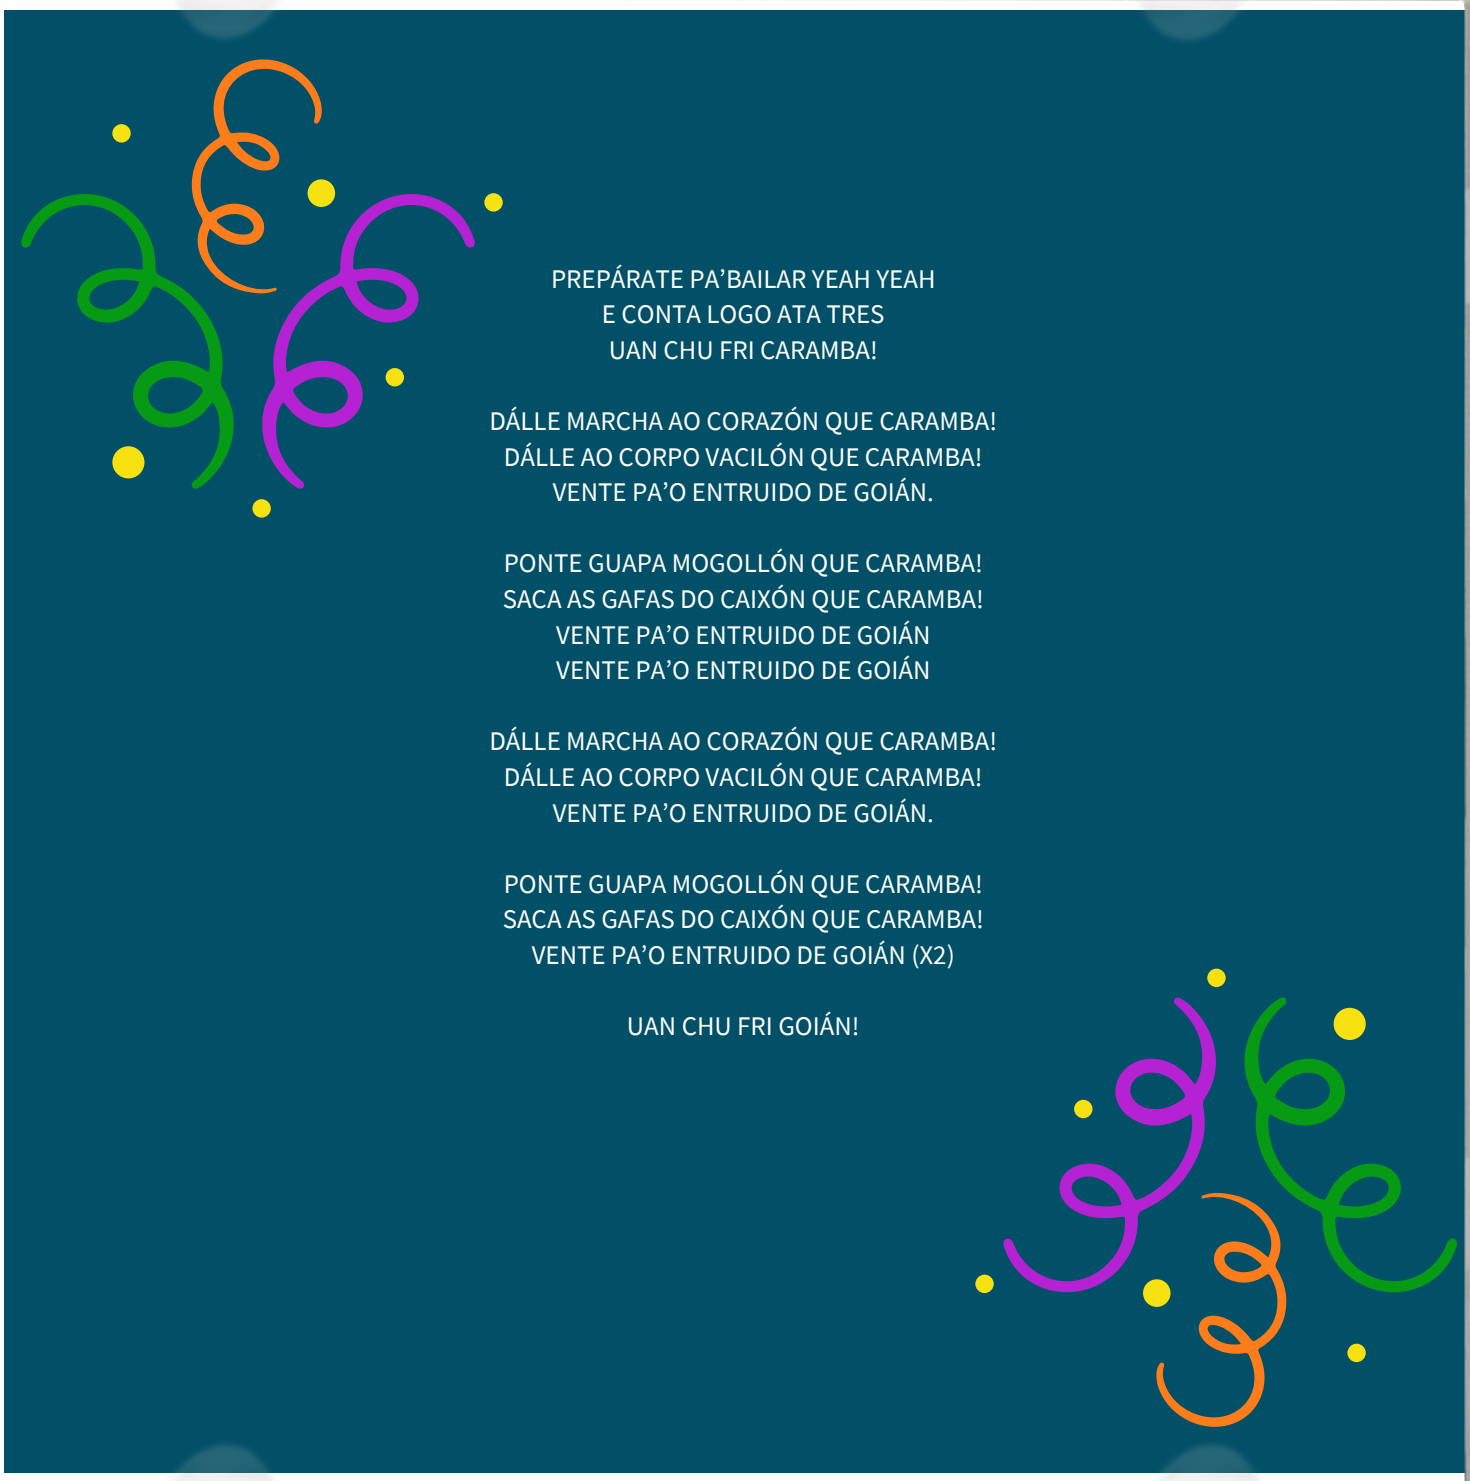 PREPÁRATE PA’BAILAR YEAH YEAH
E CONTA LOGO ATA TRES
UAN CHU FRI CARAMBA!
DÁLLE MARCHA AO CORAZÓN QUE CARAMBA!
DÁLLE AO CORPO VACILÓN QUE CARAMBA!
VENTE PA’O ENTRUIDO DE GOIÁN.
PONTE GUAPA MOGOLLÓN QUE CARAMBA!
SACA AS GAFAS DO CAIXÓN QUE CARAMBA!
VENTE PA’O ENTRUIDO DE GOIÁN
VENTE PA’O ENTRUIDO DE GOIÁN
DÁLLE MARCHA AO CORAZÓN QUE CARAMBA!
DÁLLE AO CORPO VACILÓN QUE CARAMBA!
VENTE PA’O ENTRUIDO DE GOIÁN.
PONTE GUAPA MOGOLLÓN QUE CARAMBA!
SACA AS GAFAS DO CAIXÓN QUE CARAMBA!
VENTE PA’O ENTRUIDO DE GOIÁN (X2)
UAN CHU FRI GOIÁN!